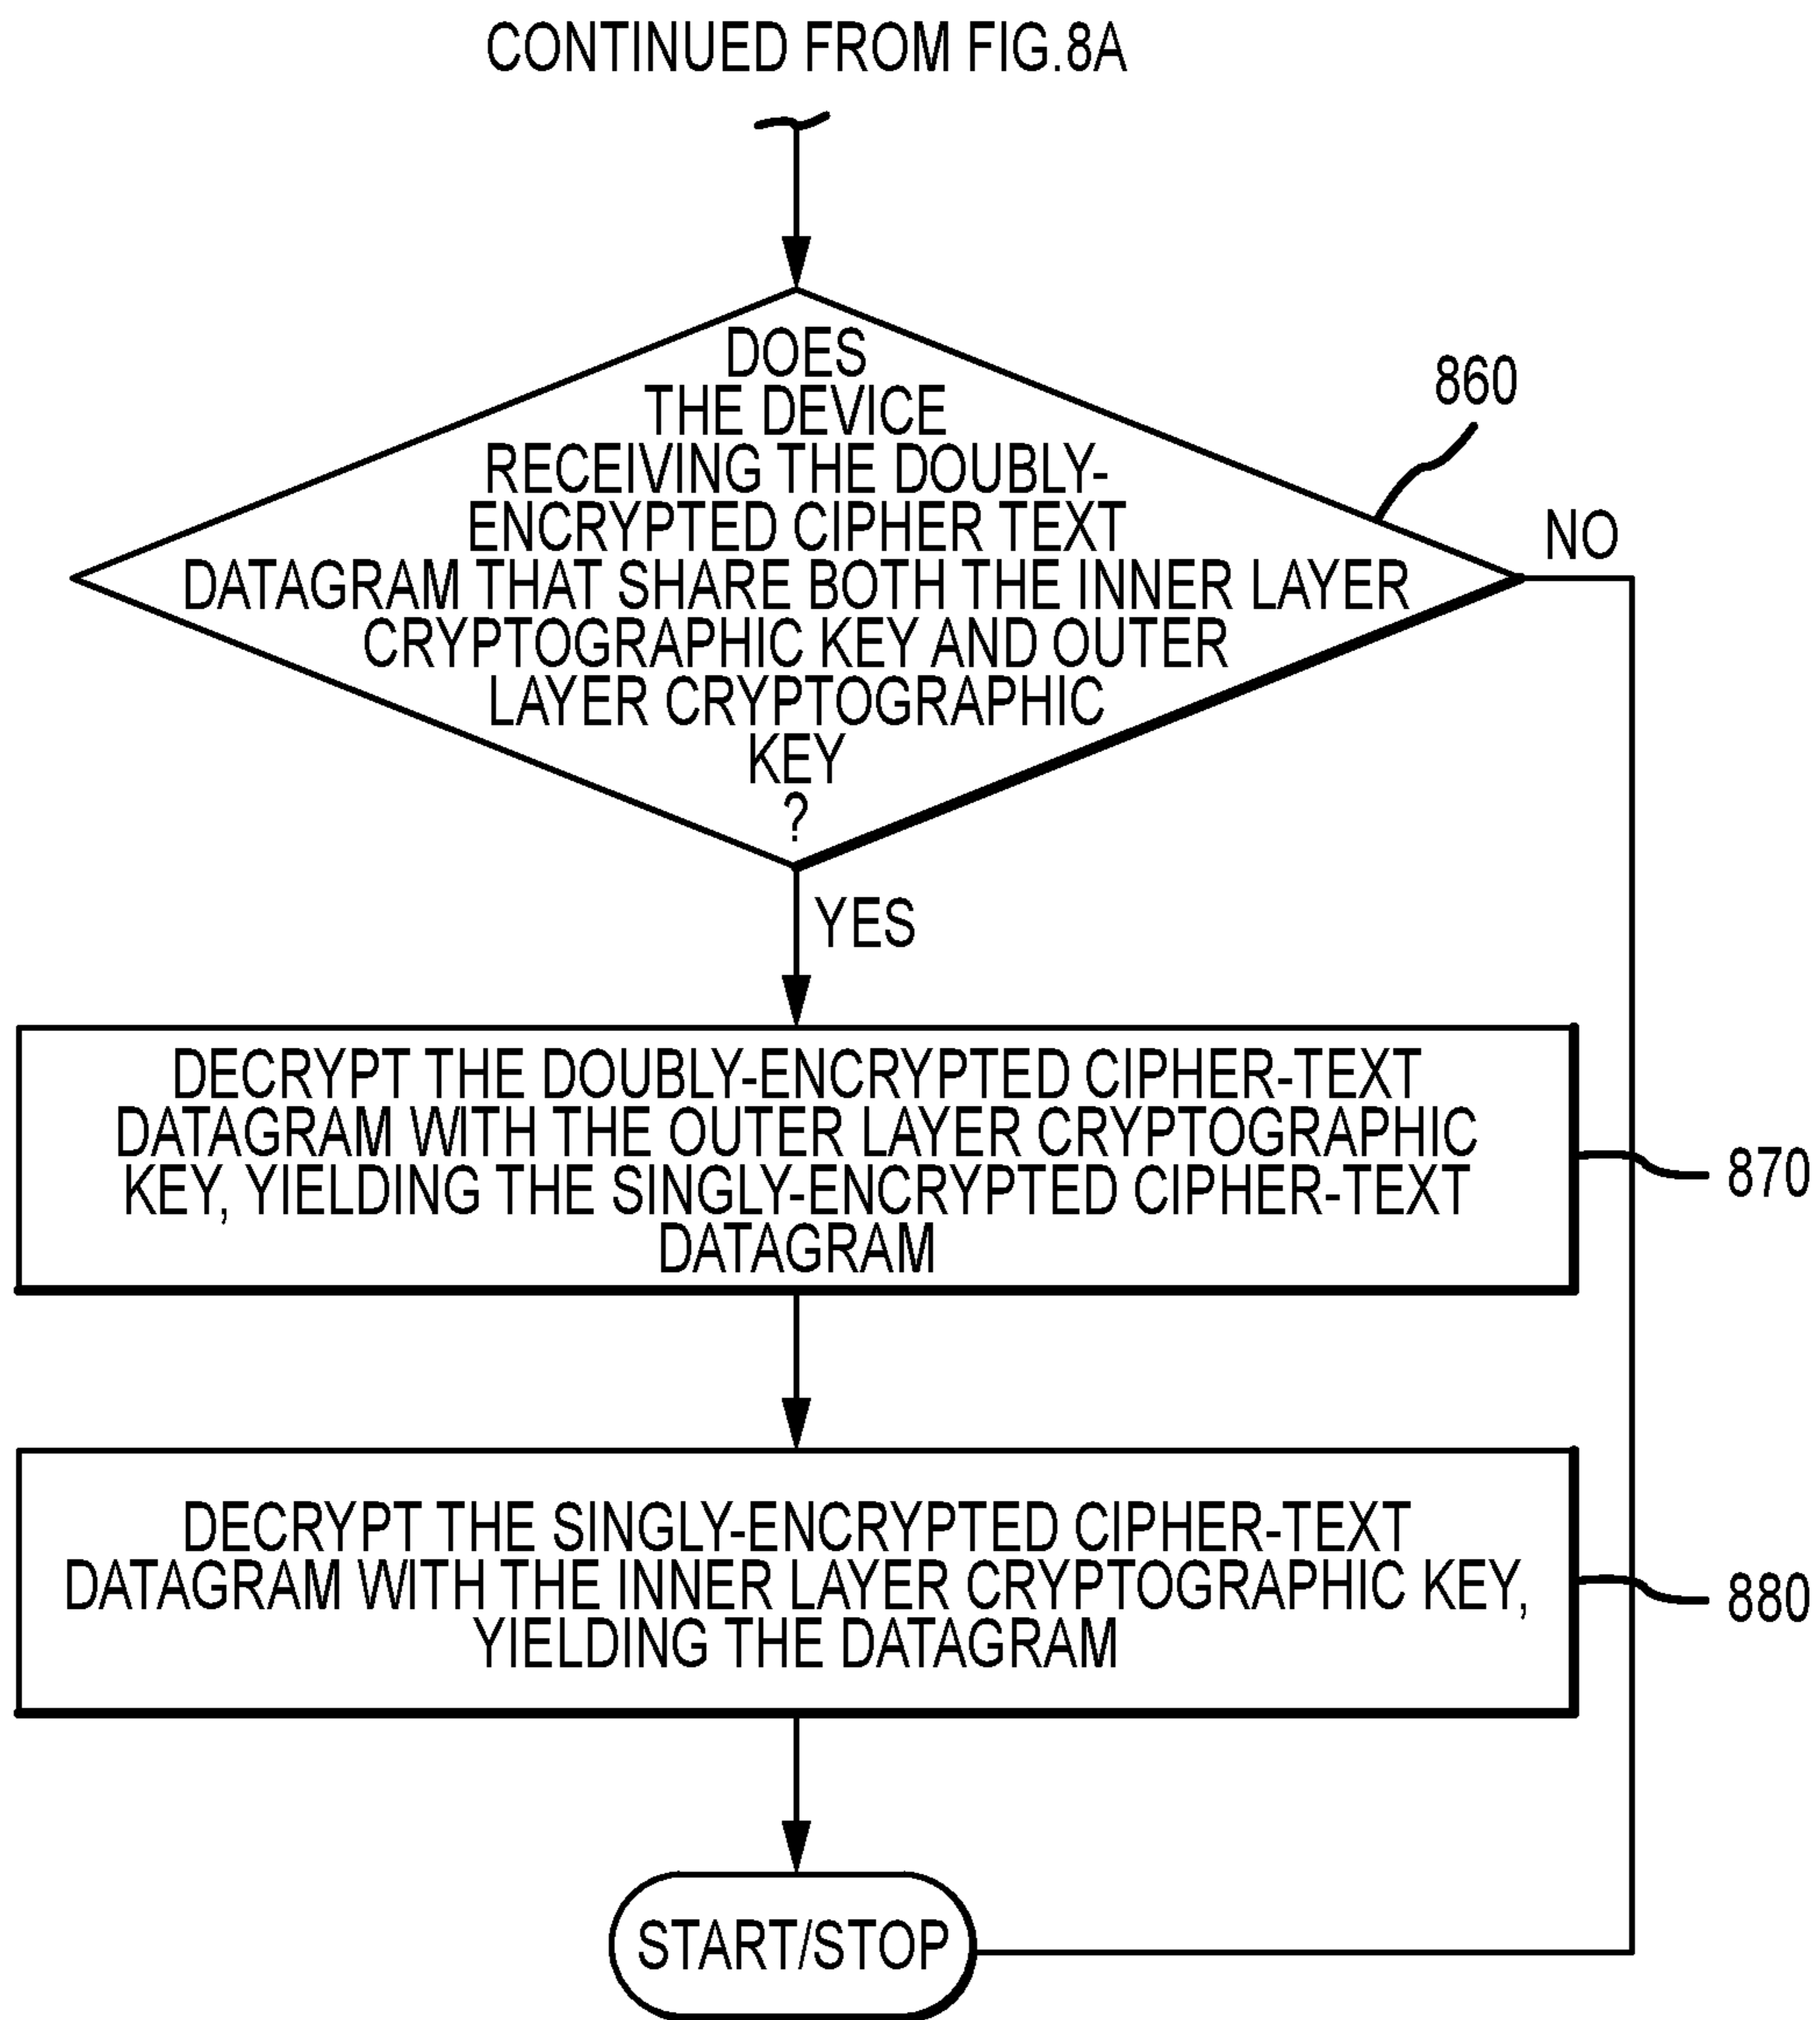 CONTINUED FROM FIG.8A
DOES
THE DEVICE
RECEIVING THE DOUBLY-
ENCRYPTED CIPHER TEXT
DATAGRAM THAT SHARE BOTH THE INNER LAYER
CRYPTOGRAPHIC KEY AND OUTER
LAYER CRYPTOGRAPHIC
KEY
?
860
NO
YES
DECRYPT THE DOUBLY-ENCRYPTED CIPHER-TEXT
DATAGRAM WITH THE OUTER LAYER CRYPTOGRAPHIC
KEY, YIELDING THE SINGLY-ENCRYPTED CIPHER-TEXT
DATAGRAM
870
DECRYPT THE SINGLY-ENCRYPTED CIPHER-TEXT
DATAGRAM WITH THE INNER LAYER CRYPTOGRAPHIC KEY,
YIELDING THE DATAGRAM
880
START/STOP